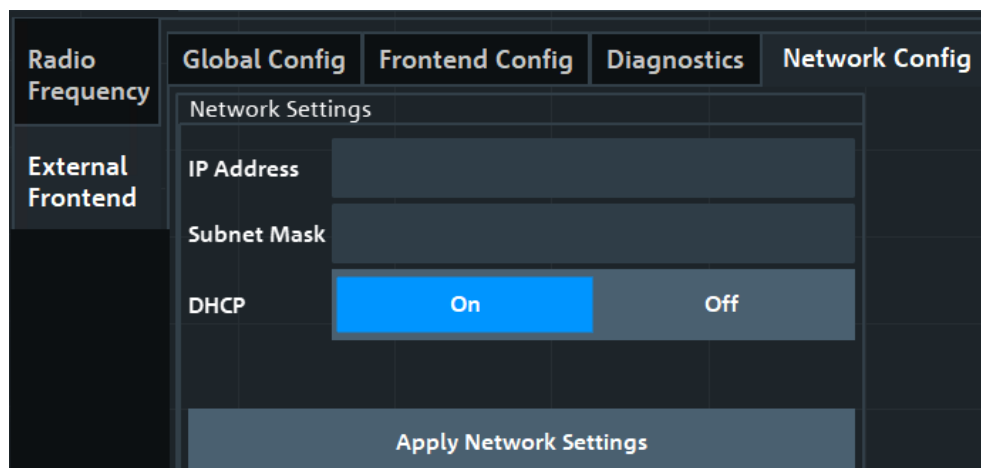 Radio
Frequency
External
Frontend
Global Config
Frontend Config
Diagnostics
Network Config
Network Settings
IP Address
Subnet Mask
DHCP
On
Off
Apply Network Settings